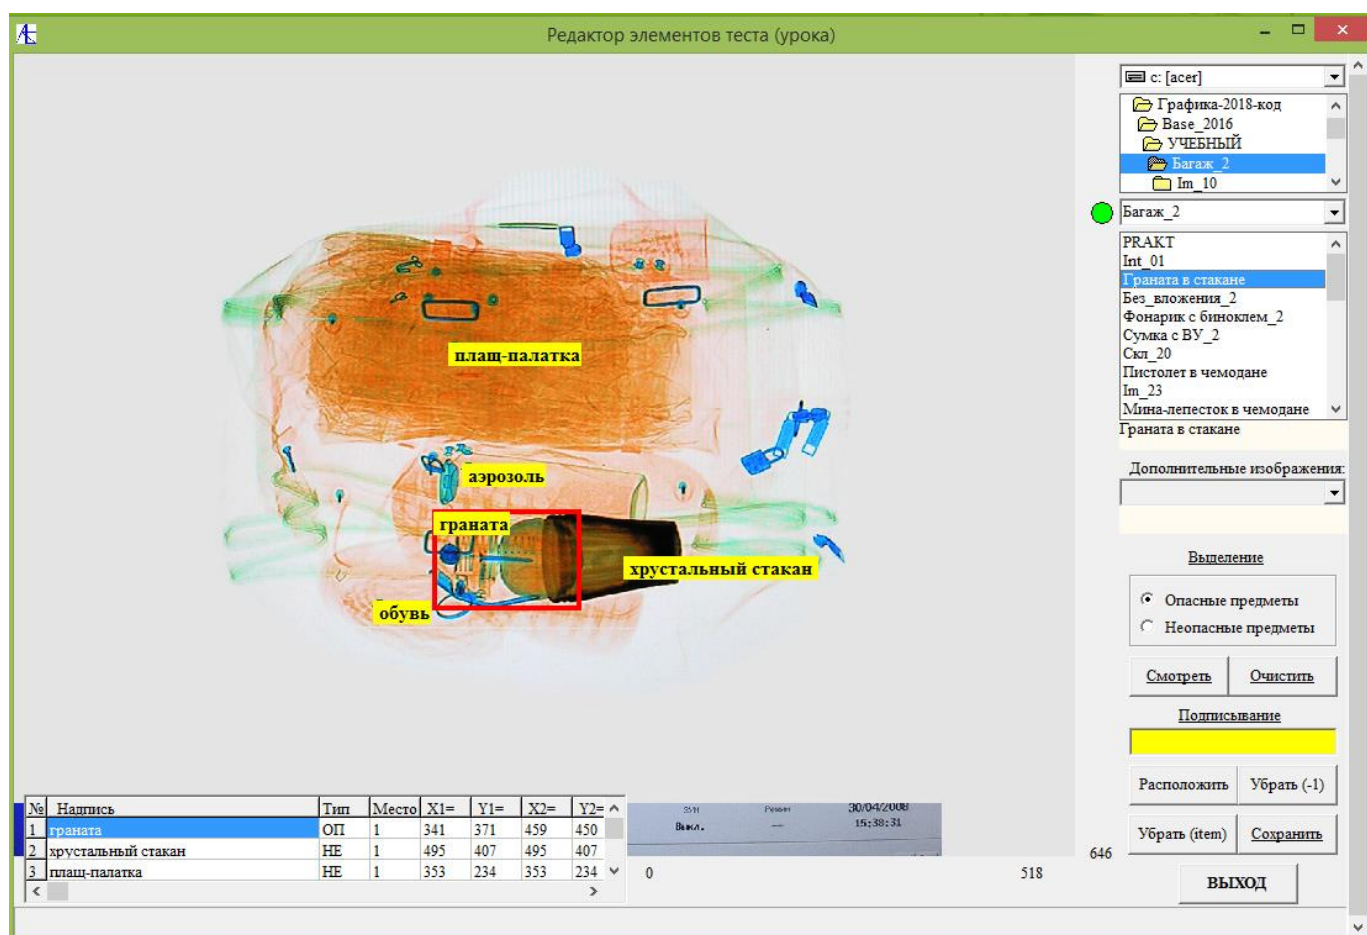 Редактор элементов теста (урока)
c: [acer]
Графика-2018-код
Base_2016
УЧЕБНЫЙ
Багаж_2
Im_10
Багаж_2
PRAKT
Int_01
Граната в стакане
Без_вложения_2
Фонарик с биноклем_2
Сумка с ВУ_2
Скл_20
Пистолет в чемодане
Im_23
Мина-лепесток в чемодане
Граната в стакане
Дополнительные изображения:
плащ-палатка
аэрозоль
граната
хрустальный стакан
обувь
Выделение
Опасные предметы
Неопасные предметы
Смотреть Очистить
Подписывание
Расположить Убрать (-1)
Убрать (item) Сохранить
ВЫХОД
№ Надпись Тип Место X1= Y1= X2= Y2=
1 граната ОП 1 341 371 459 450
2 хрустальный стакан НЕ 1 495 407 495 407
3 плащ-палатка НЕ 1 353 234 353 234
Режим 30/04/2008
Выкл. --- 15:38:31
646
0 518